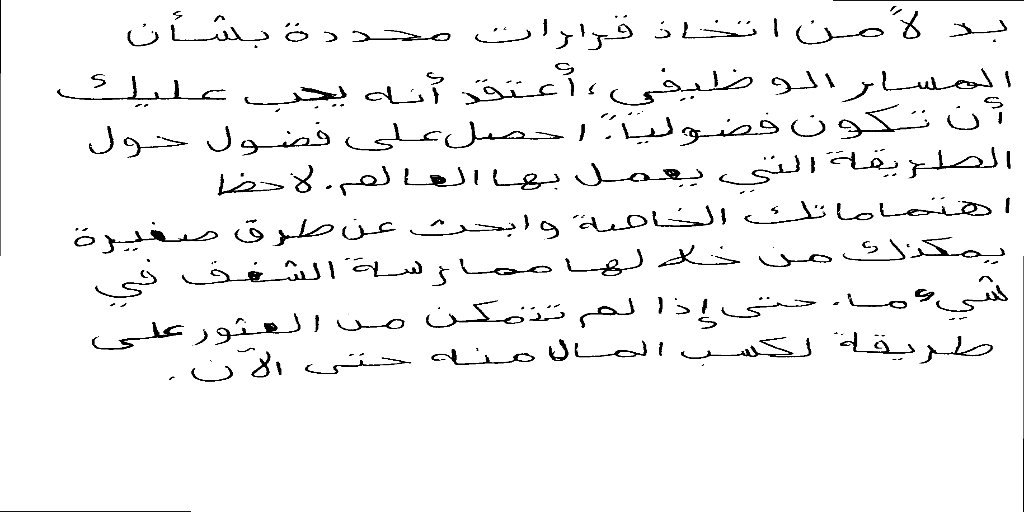 بدلاً من اتخاذ قرارات محددة بشأن
المسار الوظيفي، أعتقد أنه يجب عليك
أن تكون فضولياً. احصل على فضول حول
الطريقة التي يعمل بها العالم. لاحظ
اهتماماتك الخاصة وابحث عن طرق صغيرة
يمكنك من خلالها ممارسة الشغف في
شيء ما. حتى إذا لم تتمكن من العثور على
طريقة لكسب المال منه حتى الآن.